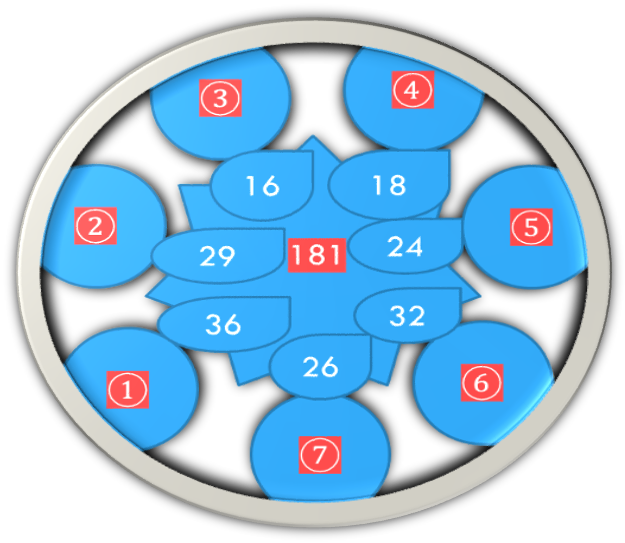 ③ ④
16 18
② 29 181 24 ⑤
36 32
① 26 ⑥
⑦